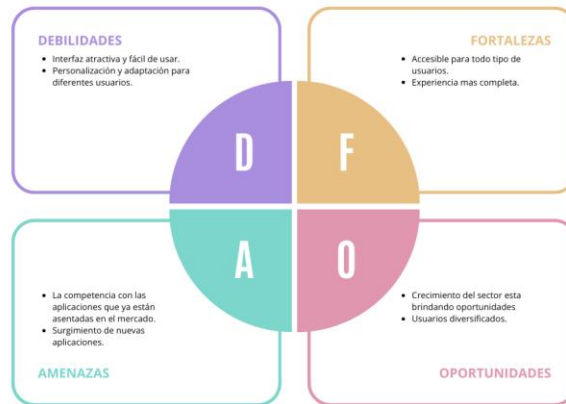 DEBILIDADES
• Interfaz atractiva y fácil de usar.
• Personalización y adaptación para
diferentes usuarios.
FORTALEZAS
• Accesible para todo tipo de
usuarios.
• Experiencia mas completa.
D
F
A
O
• La competencia con las
aplicaciones que ya están
asentadas en el mercado.
• Surgimiento de nuevas
aplicaciones.
AMENAZAS
• Crecimiento del sector esta
brindando oportunidades
• Usuarios diversificados.
OPORTUNIDADES